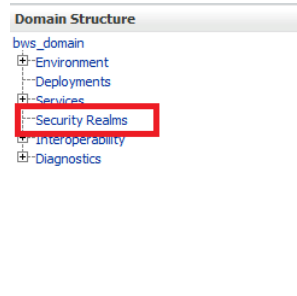 Domain Structure
bws_domain
Environment
Deployments
Services
Security Realms
Interoperability
Diagnostics